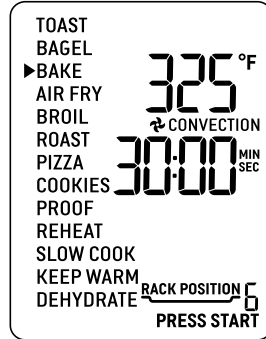 TOAST
BAGEL
▶BAKE
AIR FRY
BROIL
ROAST
PIZZA
COOKIES
PROOF
REHEAT
SLOW COOK
KEEP WARM
DEHYDRATE
325 °F
CONVECTION
30:00 MIN SEC
RACK POSITION 6
PRESS START